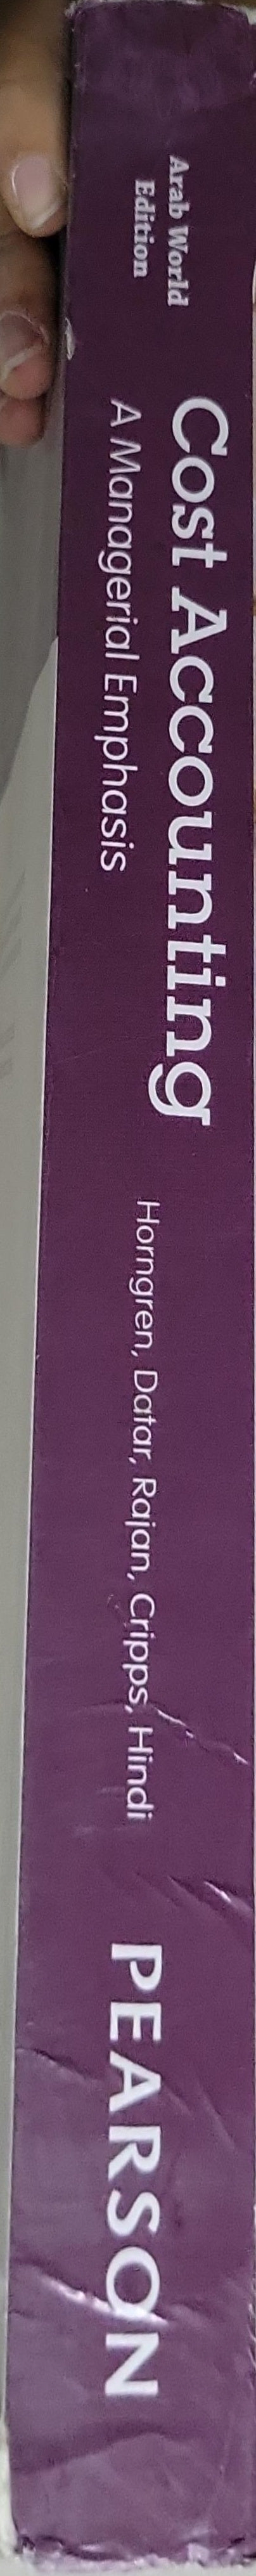 Arab World
Edition
Cost Accounting
A Managerial Emphasis
Horngren, Datar, Rajan, Cripps, Hindi
PEARSON